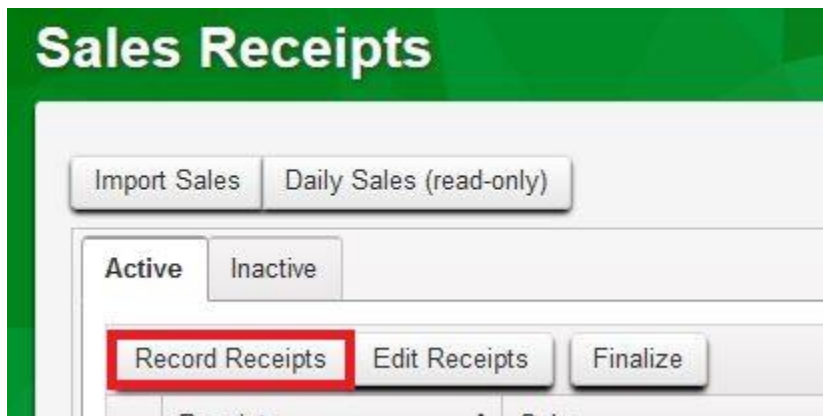 Sales Receipts
Import Sales Daily Sales (read-only)
Active Inactive
Record Receipts Edit Receipts Finalize